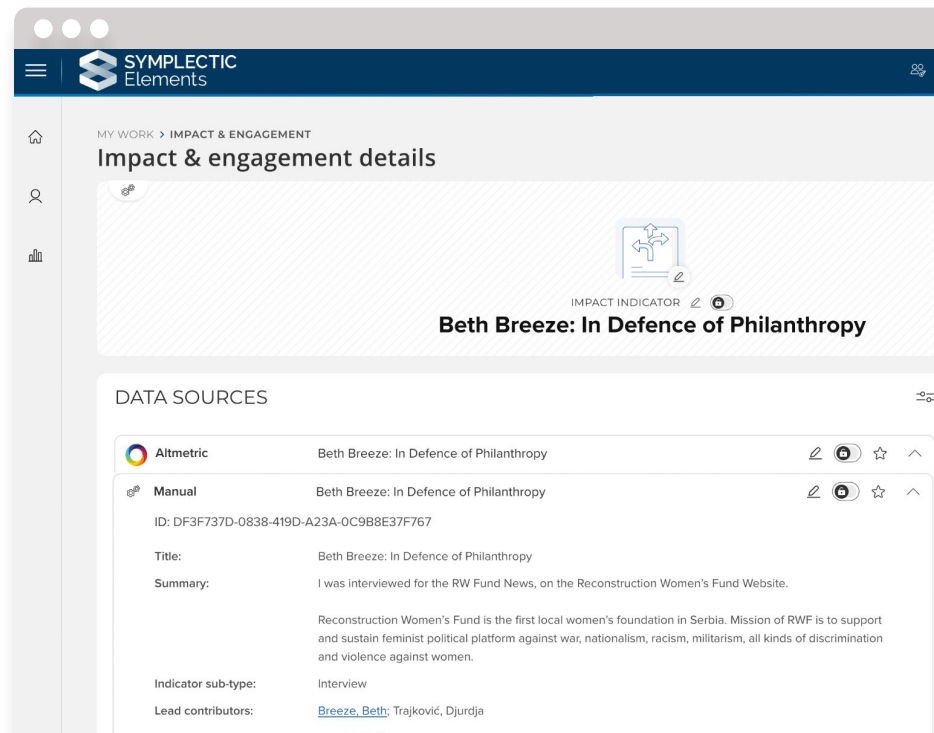 SYMPLECTIC
Elements
MY WORK > IMPACT & ENGAGEMENT
Impact & engagement details
IMPACT INDICATOR
Beth Breeze: In Defence of Philanthropy
DATA SOURCES
Altmetric Beth Breeze: In Defence of Philanthropy
Manual Beth Breeze: In Defence of Philanthropy
ID: DF3F737D-0838-419D-A23A-0C9B8E37F767
Title: Beth Breeze: In Defence of Philanthropy
Summary: I was interviewed for the RW Fund News, on the Reconstruction Women's Fund Website.
Reconstruction Women's Fund is the first local women's foundation in Serbia. Mission of RWF is to support
and sustain feminist political platform against war, nationalism, racism, militarism, all kinds of discrimination
and violence against women.
Indicator sub-type: Interview
Lead contributors: Breeze, Beth; Trajković, Djurdja